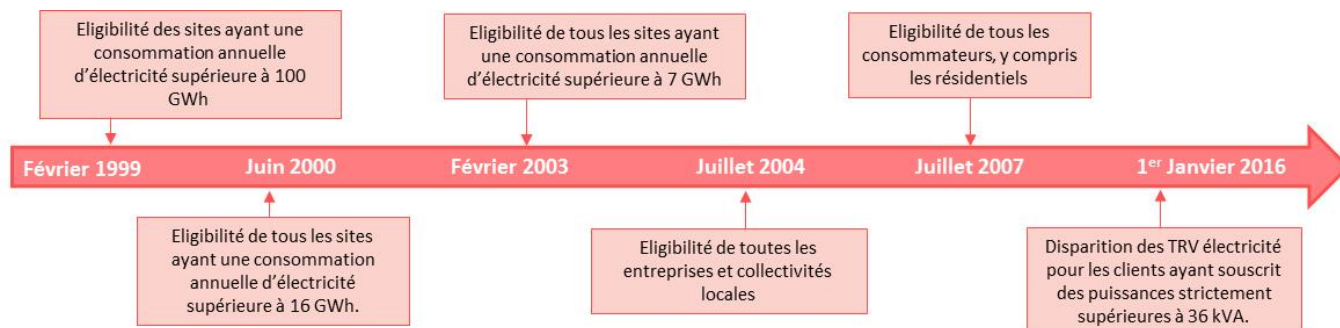 Eligibilité des sites ayant une
consommation annuelle
d'électricité supérieure à 100
GWh
Eligibilité de tous les sites ayant
une consommation annuelle
d'électricité supérieure à 7 GWh
Eligibilité de tous les
consommateurs, y compris
les résidentiels
Février 1999
Juin 2000
Février 2003
Juillet 2004
Juillet 2007
1er Janvier 2016
Eligibilité de tous les sites
ayant une consommation
annuelle d'électricité
supérieure à 16 GWh.
Eligibilité de toutes les
entreprises et collectivités
locales
Disparition des TRV électricité
pour les clients ayant souscrit
des puissances strictement
supérieures à 36 kVA.